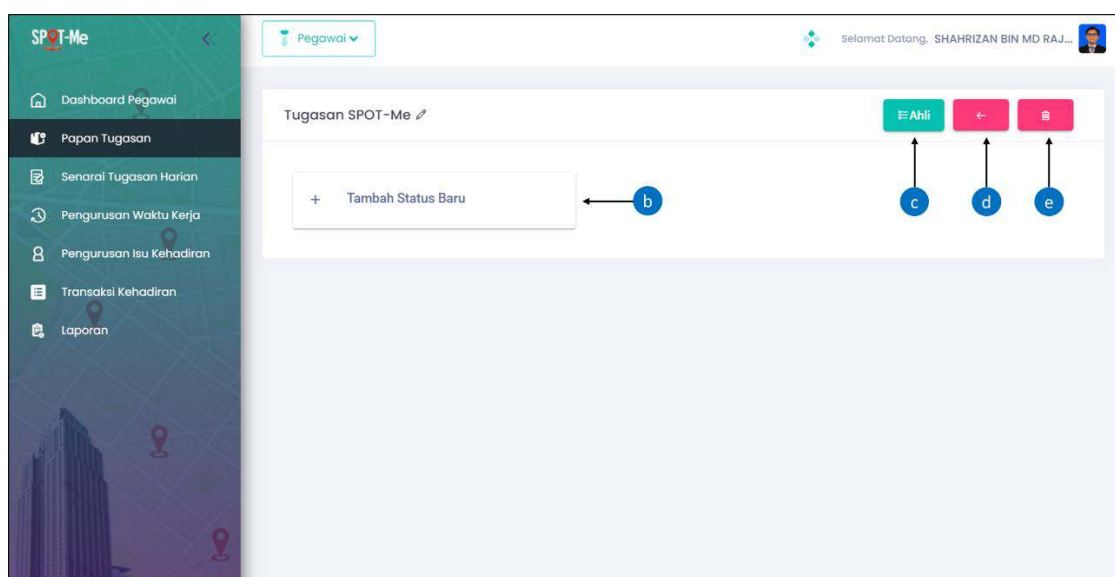 SPOT-Me
Pegawai
Selamat Datang, SHAHRIZAN BIN MD RAJ...
Dashboard Pegawai
Papan Tugasan
Senarai Tugasan Harian
Pengurusan Waktu Kerja
Pengurusan Isu Kehadiran
Transaksi Kehadiran
Laporan
Tugasan SPOT-Me
Ahli
+ Tambah Status Baru
b
c
d
e